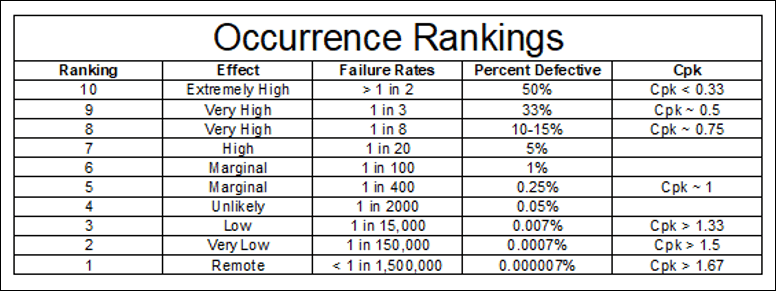 Occurrence Rankings
Ranking Effect Failure Rates Percent Defective Cpk
10 Extremely High > 1 in 2 50% Cpk < 0.33
9 Very High 1 in 3 33% Cpk ~ 0.5
8 Very High 1 in 8 10-15% Cpk ~ 0.75
7 High 1 in 20 5%
6 Marginal 1 in 100 1%
5 Marginal 1 in 400 0.25% Cpk ~ 1
4 Unlikely 1 in 2000 0.05%
3 Low 1 in 15,000 0.007% Cpk > 1.33
2 Very Low 1 in 150,000 0.0007% Cpk > 1.5
1 Remote < 1 in 1,500,000 0.000007% Cpk > 1.67